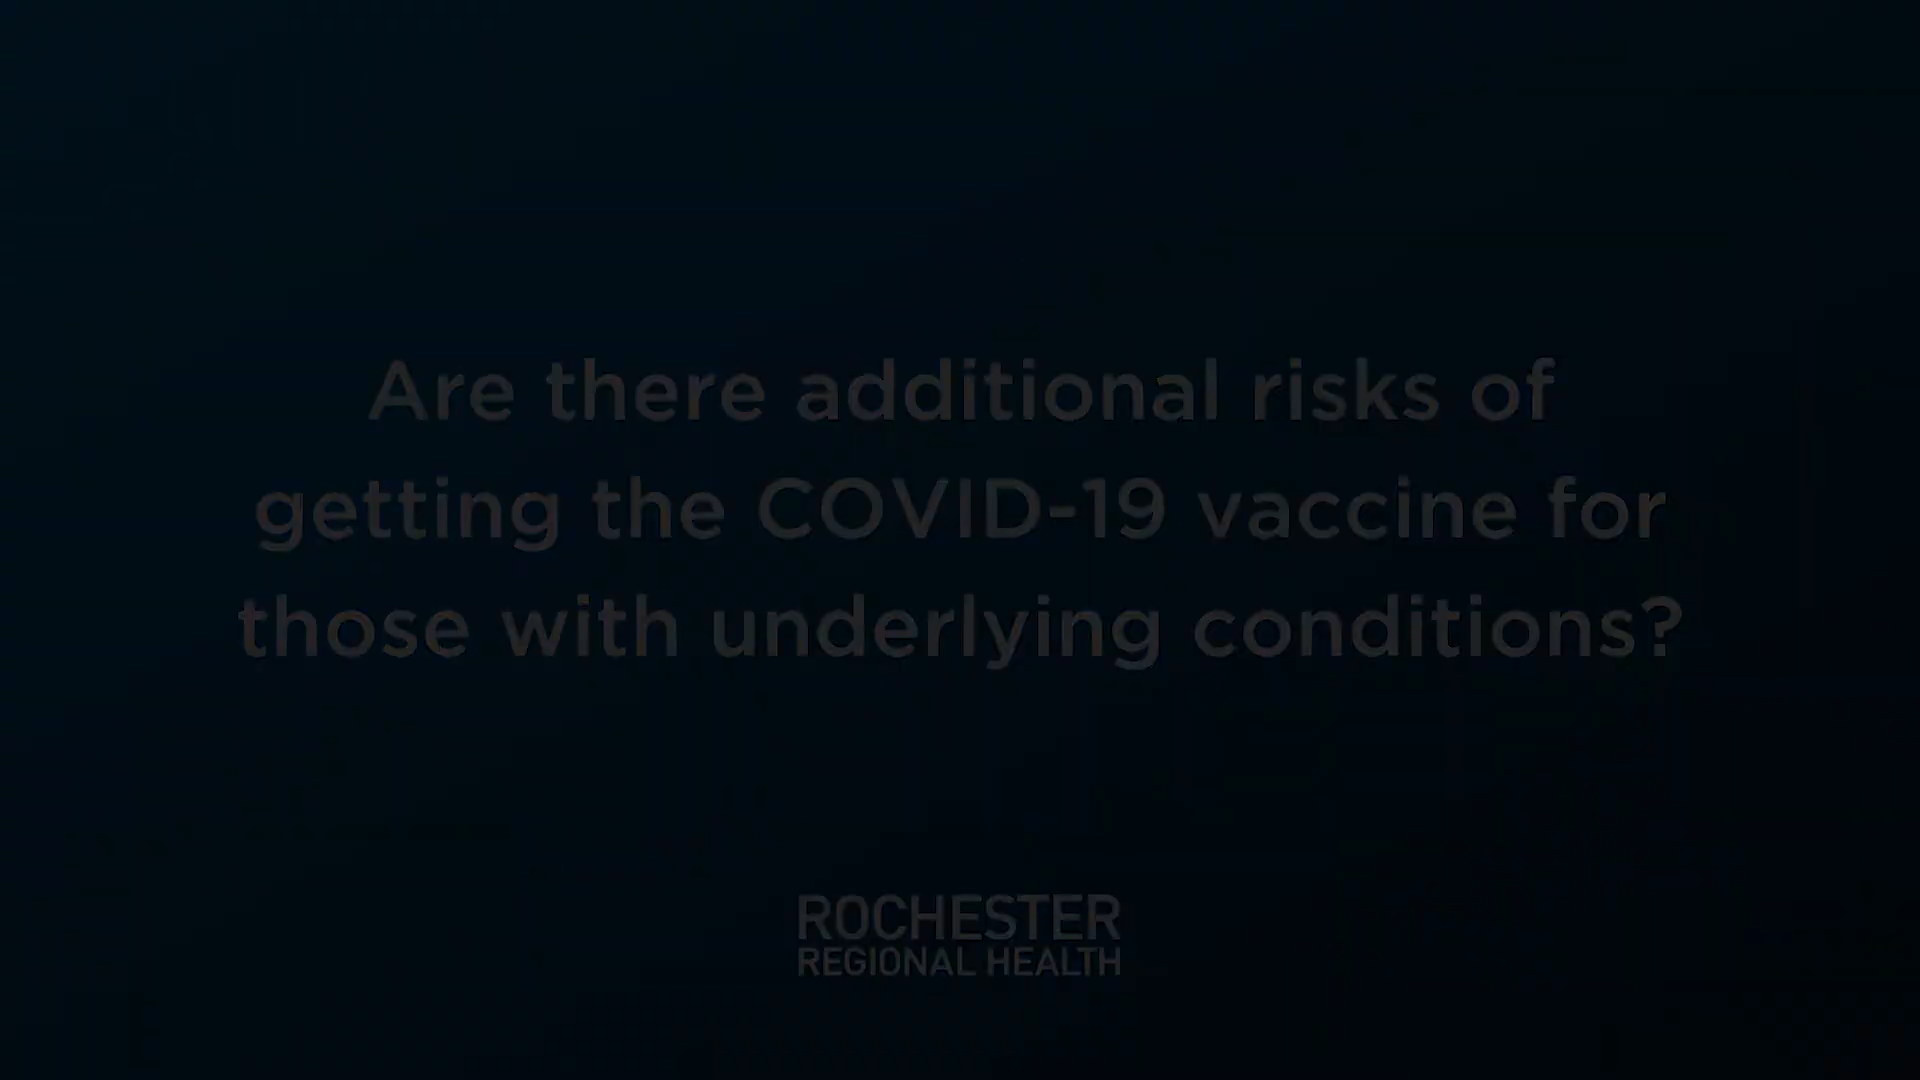 Are there additional risks of
getting the COVID-19 vaccine for
those with underlying conditions?
ROCHESTER
REGIONAL HEALTH